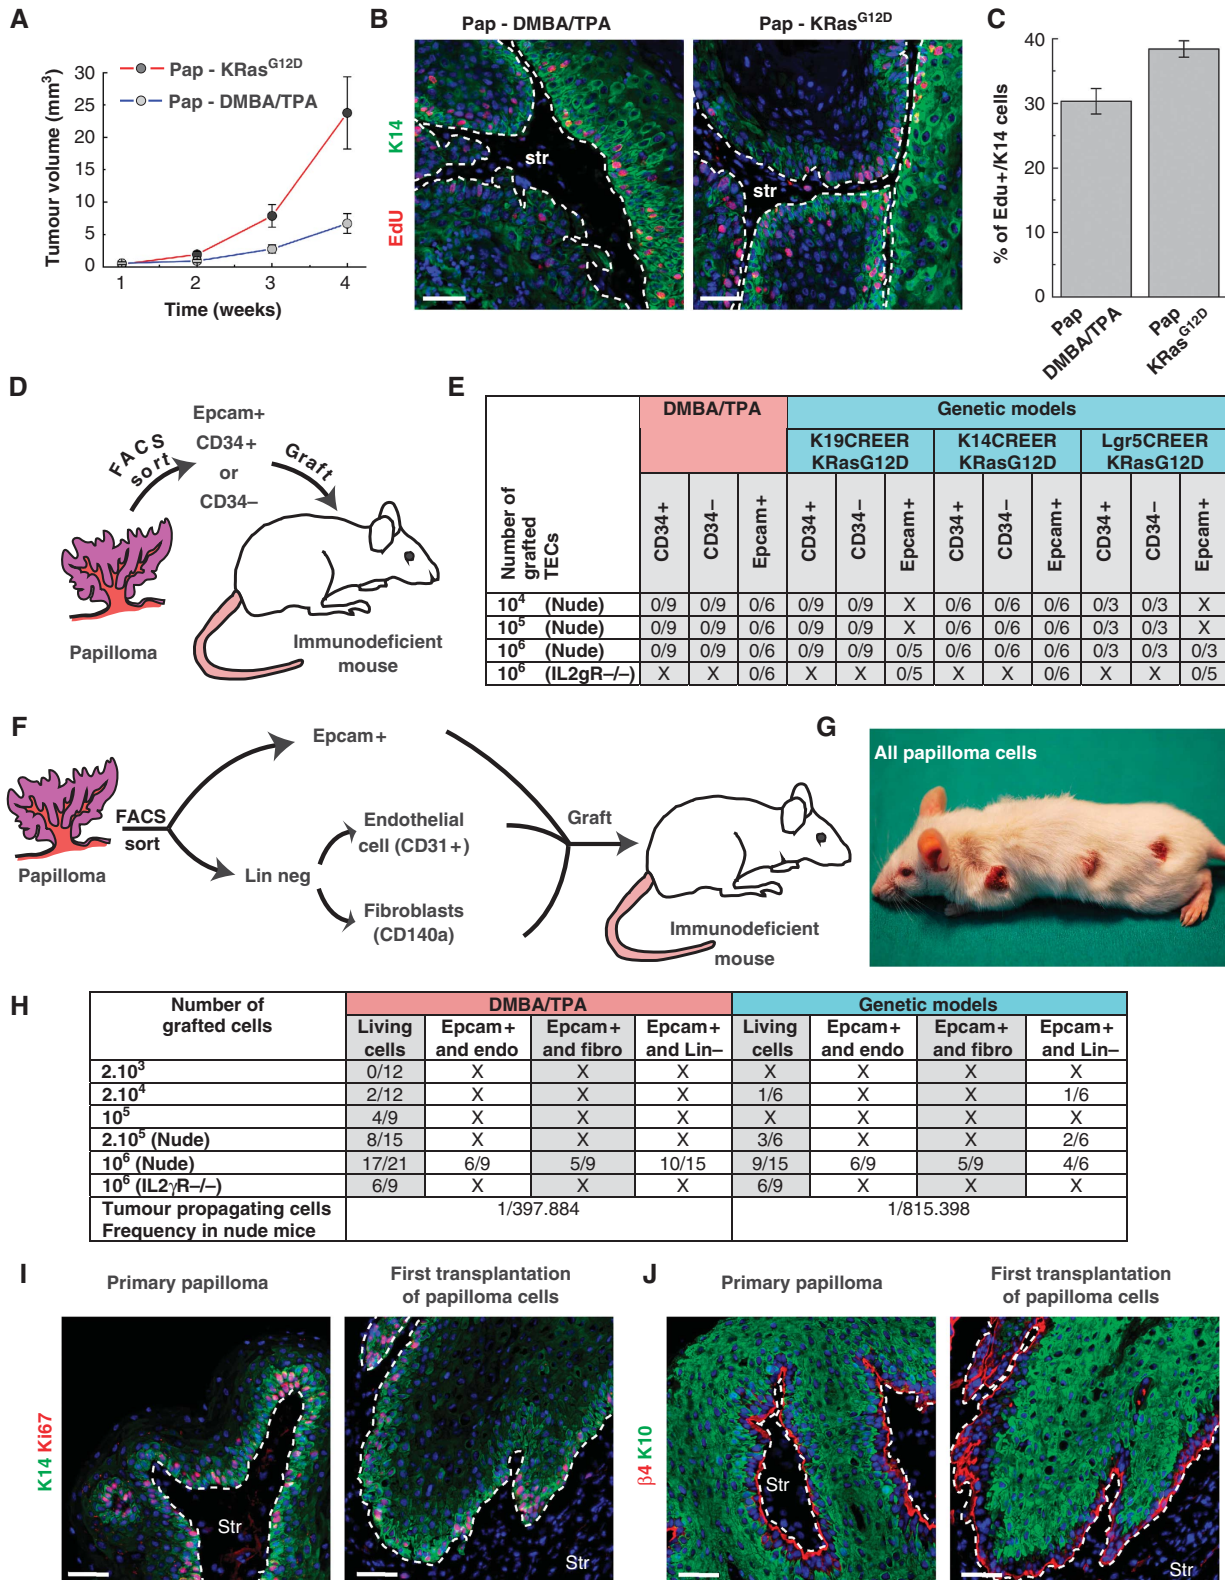 A
Tumour volume (mm³)
30
25
20
15
10
5
0
Pap - KRasG12D
Pap - DMBA/TPA
1 2 3 4
Time (weeks)
B
Pap - DMBA/TPA
Pap - KRasG12D
EdU K14
str
str
C
% of Edu+/K14 cells
40
30
20
10
0
Pap DMBA/TPA
Pap KRasG12D
D
FACS sort
Epcam+
CD34+
or
CD34−
Graft
Papilloma
Immunodeficient
mouse
E
DMBA/TPA Genetic models
K19CREER K14CREER Lgr5CREER
KRasG12D KRasG12D KRasG12D
Number of grafted TECs CD34+ CD34− Epcam+ CD34+ CD34− Epcam+ CD34+ CD34− Epcam+ CD34+ CD34− Epcam+
10⁴ (Nude) 0/9 0/9 0/6 0/9 0/9 X 0/6 0/6 0/6 0/3 0/3 X
10⁵ (Nude) 0/9 0/9 0/6 0/9 0/9 X 0/6 0/6 0/6 0/3 0/3 X
10⁶ (Nude) 0/9 0/9 0/6 0/9 0/9 0/5 0/6 0/6 0/6 0/3 0/3 0/3
10⁶ (IL2gR−/−) X X 0/6 X X 0/5 X X 0/6 X X 0/5
F
Papilloma
FACS
sort
Epcam+
Lin neg
Endothelial
cell (CD31+)
Fibroblasts
(CD140a)
Graft
Immunodeficient
mouse
G
All papilloma cells
H
Number of grafted cells DMBA/TPA Genetic models
Living cells Epcam+ and endo Epcam+ and fibro Epcam+ and Lin− Living cells Epcam+ and endo Epcam+ and fibro Epcam+ and Lin−
2.10³ 0/12 X X X X X X X
2.10⁴ 2/12 X X X 1/6 X X 1/6
10⁵ 4/9 X X X X X X X
2.10⁵ (Nude) 8/15 X X X 3/6 X X 2/6
10⁶ (Nude) 17/21 6/9 5/9 10/15 9/15 6/9 5/9 4/6
10⁶ (IL2γR−/−) 6/9 X X X 6/9 X X X
Tumour propagating cells 1/397.884 1/815.398
Frequency in nude mice
I
Primary papilloma
First transplantation
of papilloma cells
K14 Ki67
Str
Str
J
Primary papilloma
First transplantation
of papilloma cells
β4 K10
Str
Str